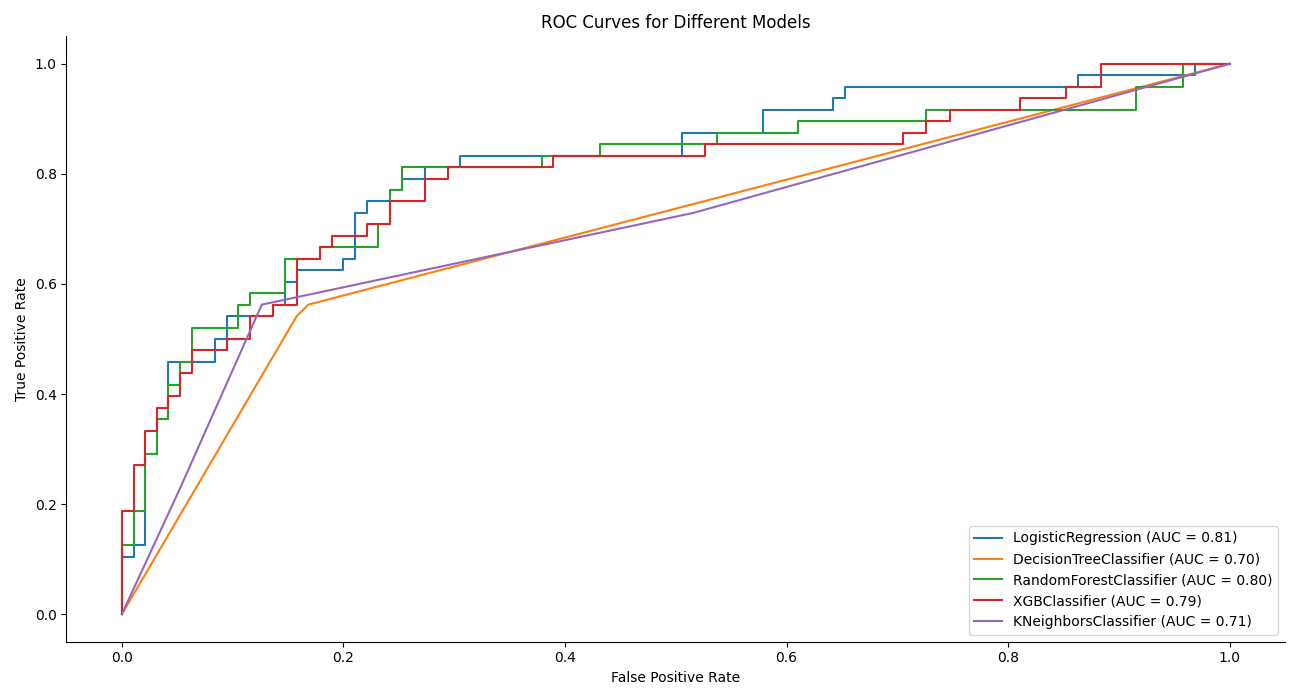 ROC Curves for Different Models
True Positive Rate
1.0
0.8
0.6
0.4
0.2
0.0
0.0 0.2 0.4 0.6 0.8 1.0
False Positive Rate
LogisticRegression (AUC = 0.81)
DecisionTreeClassifier (AUC = 0.70)
RandomForestClassifier (AUC = 0.80)
XGBClassifier (AUC = 0.79)
KNeighborsClassifier (AUC = 0.71)